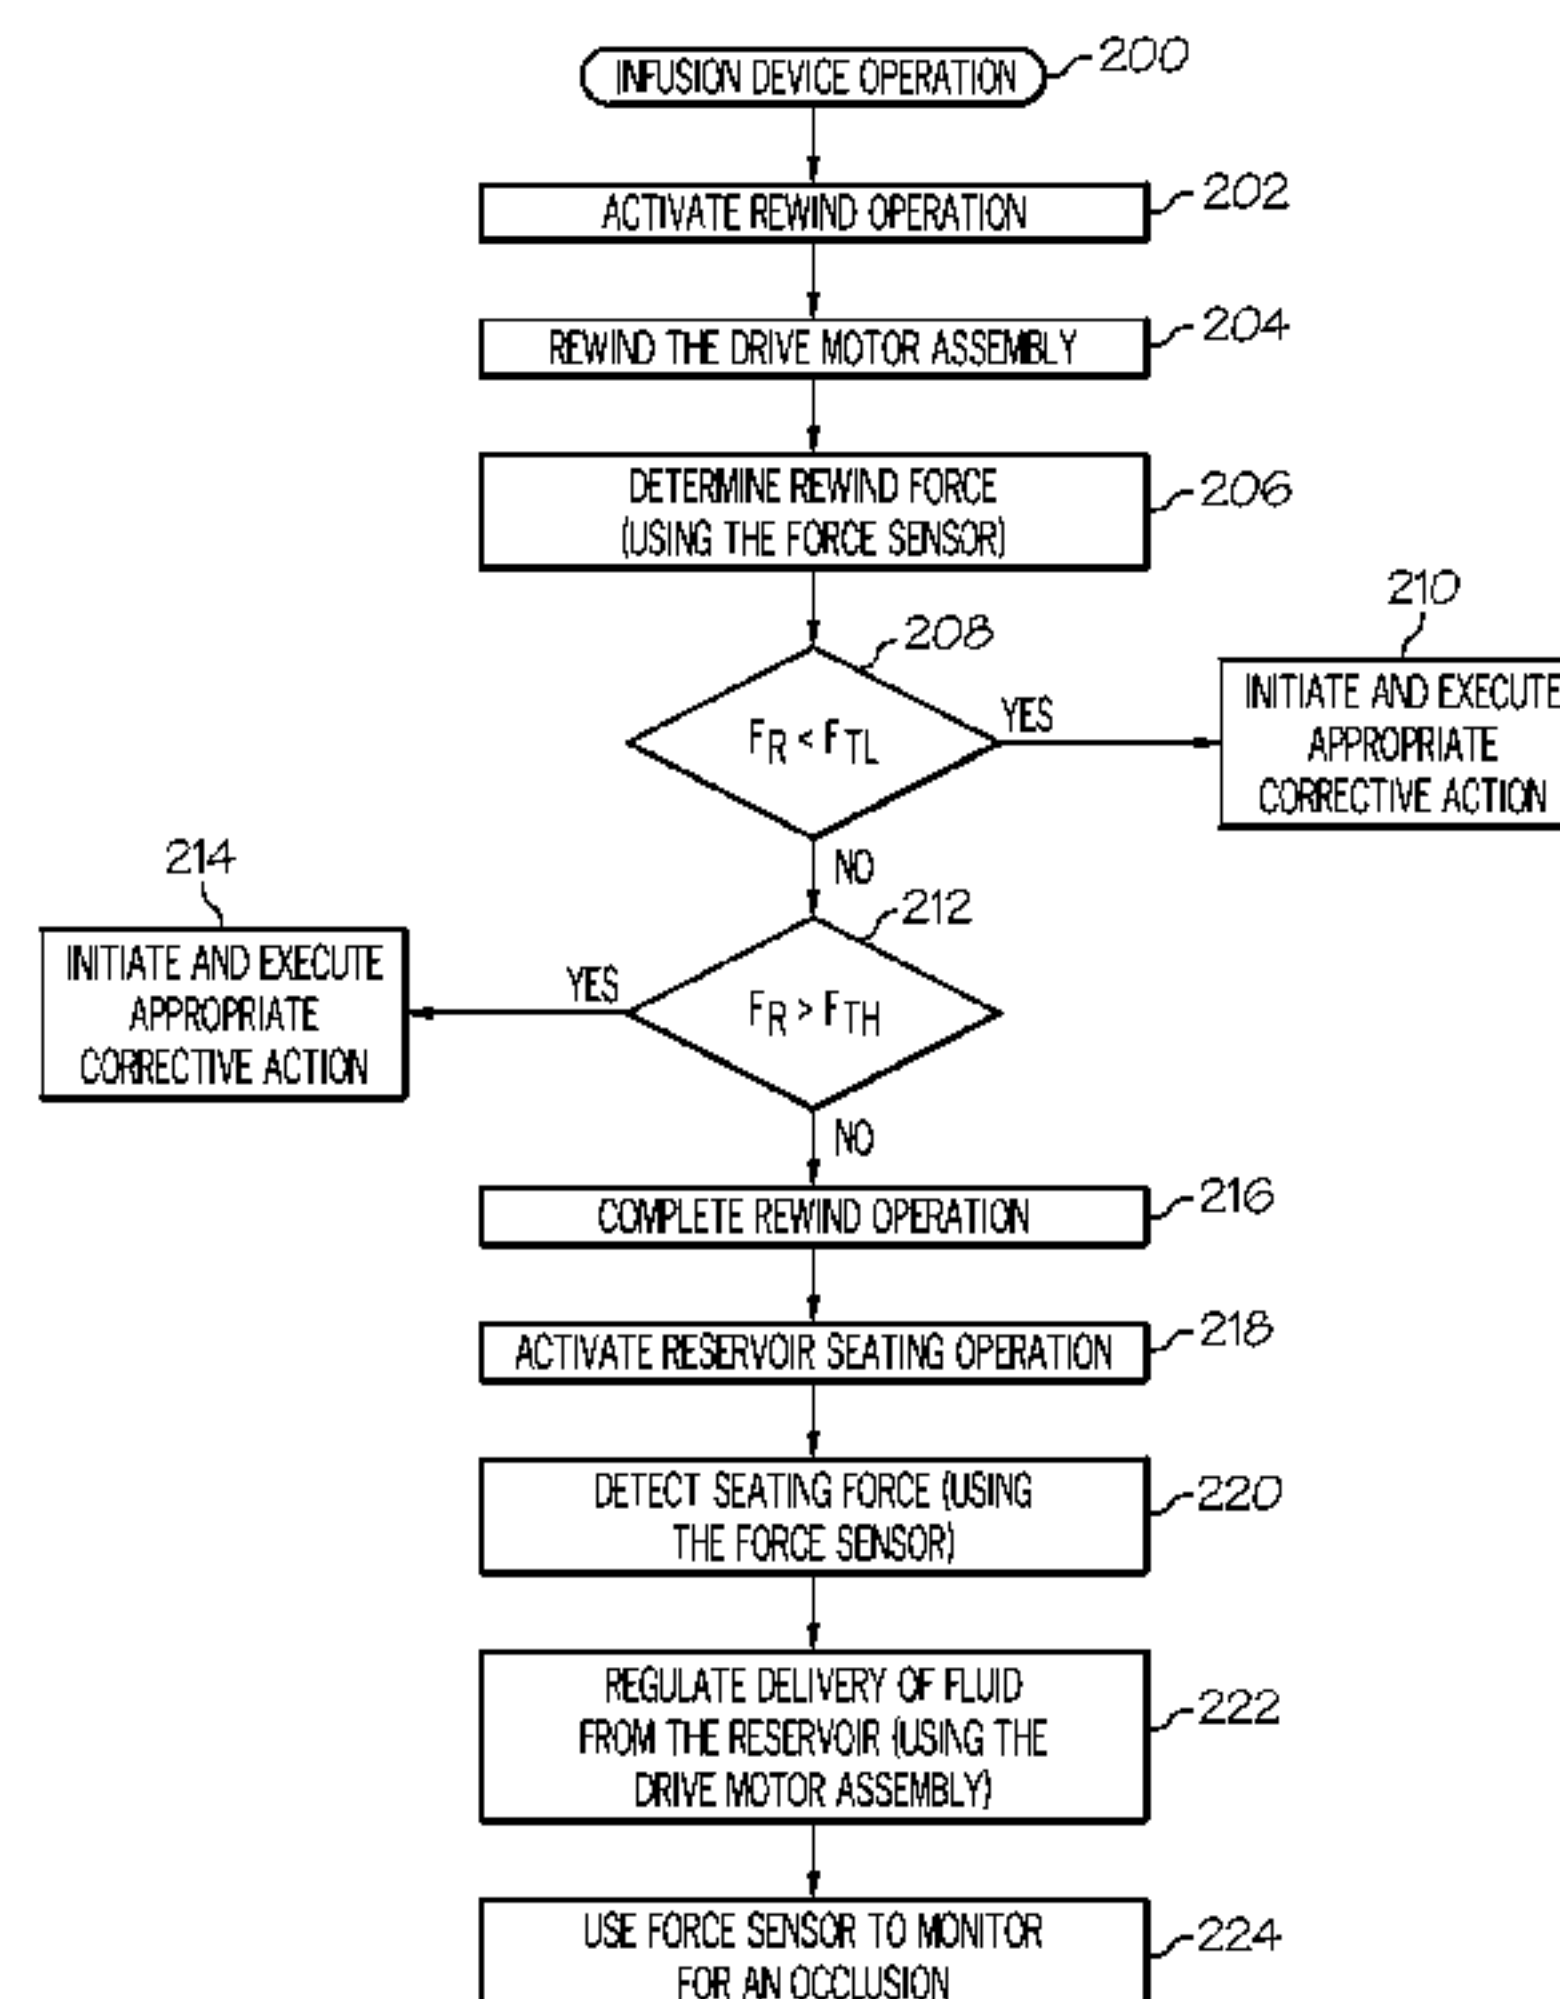 INFUSION DEVICE OPERATION
200
ACTIVATE REWIND OPERATION
202
REWIND THE DRIVE MOTOR ASSEMBLY
204
DETERMINE REWIND FORCE
(USING THE FORCE SENSOR)
206
208
FR < FTL
YES
210
INITIATE AND EXECUTE
APPROPRIATE
CORRECTIVE ACTION
NO
212
FR > FTH
YES
214
INITIATE AND EXECUTE
APPROPRIATE
CORRECTIVE ACTION
NO
COMPLETE REWIND OPERATION
216
ACTIVATE RESERVOIR SEATING OPERATION
218
DETECT SEATING FORCE (USING
THE FORCE SENSOR)
220
REGULATE DELIVERY OF FLUID
FROM THE RESERVOIR (USING THE
DRIVE MOTOR ASSEMBLY)
222
USE FORCE SENSOR TO MONITOR
FOR AN OCCLUSION
224